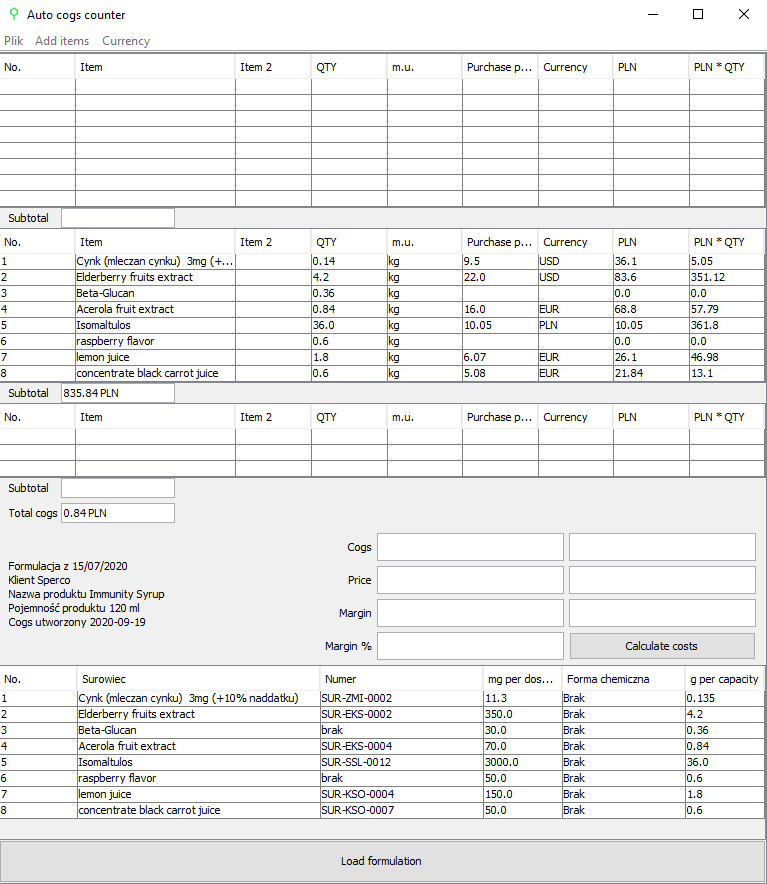 Auto cogs counter
Plik Add items Currency
No. Item Item 2 QTY m.u. Purchase p... Currency PLN PLN * QTY
Subtotal
No. Item Item 2 QTY m.u. Purchase p... Currency PLN PLN * QTY
1 Cynk (mleczan cynku) 3mg (+... 0.14 kg 9.5 USD 36.1 5.05
2 Elderberry fruits extract 4.2 kg 22.0 USD 83.6 351.12
3 Beta-Glucan 0.36 kg 0.0 0.0
4 Acerola fruit extract 0.84 kg 16.0 EUR 68.8 57.79
5 Isomaltulos 36.0 kg 10.05 PLN 10.05 361.8
6 raspberry flavor 0.6 kg 0.0 0.0
7 lemon juice 1.8 kg 6.07 EUR 26.1 46.98
8 concentrate black carrot juice 0.6 kg 5.08 EUR 21.84 13.1
Subtotal 835.84 PLN
No. Item Item 2 QTY m.u. Purchase p... Currency PLN PLN * QTY
Subtotal
Total cogs 0.84 PLN
Cogs
Price
Margin
Margin %
Calculate costs
Formulacja z 15/07/2020
Klient Sperco
Nazwa produktu Immunity Syrup
Pojemność produktu 120 ml
Cogs utworzony 2020-09-19
No. Surowiec Numer mg per dos... Forma chemiczna g per capacity
1 Cynk (mleczan cynku) 3mg (+10% naddatku) SUR-ZMI-0002 11.3 Brak 0.135
2 Elderberry fruits extract SUR-EKS-0002 350.0 Brak 4.2
3 Beta-Glucan brak 30.0 Brak 0.36
4 Acerola fruit extract SUR-EKS-0004 70.0 Brak 0.84
5 Isomaltulos SUR-SSL-0012 3000.0 Brak 36.0
6 raspberry flavor brak 50.0 Brak 0.6
7 lemon juice SUR-KSO-0004 150.0 Brak 1.8
8 concentrate black carrot juice SUR-KSO-0007 50.0 Brak 0.6
Load formulation